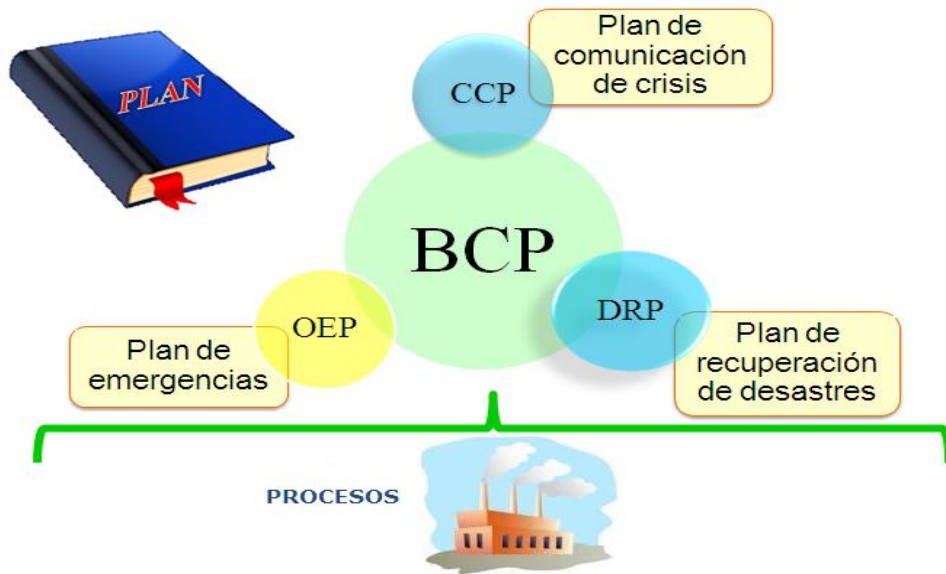 PLAN
Plan de
comunicación
de crisis
CCP
BCP
OEP
Plan de
emergencias
DRP
Plan de
recuperación
de desastres
PROCESOS